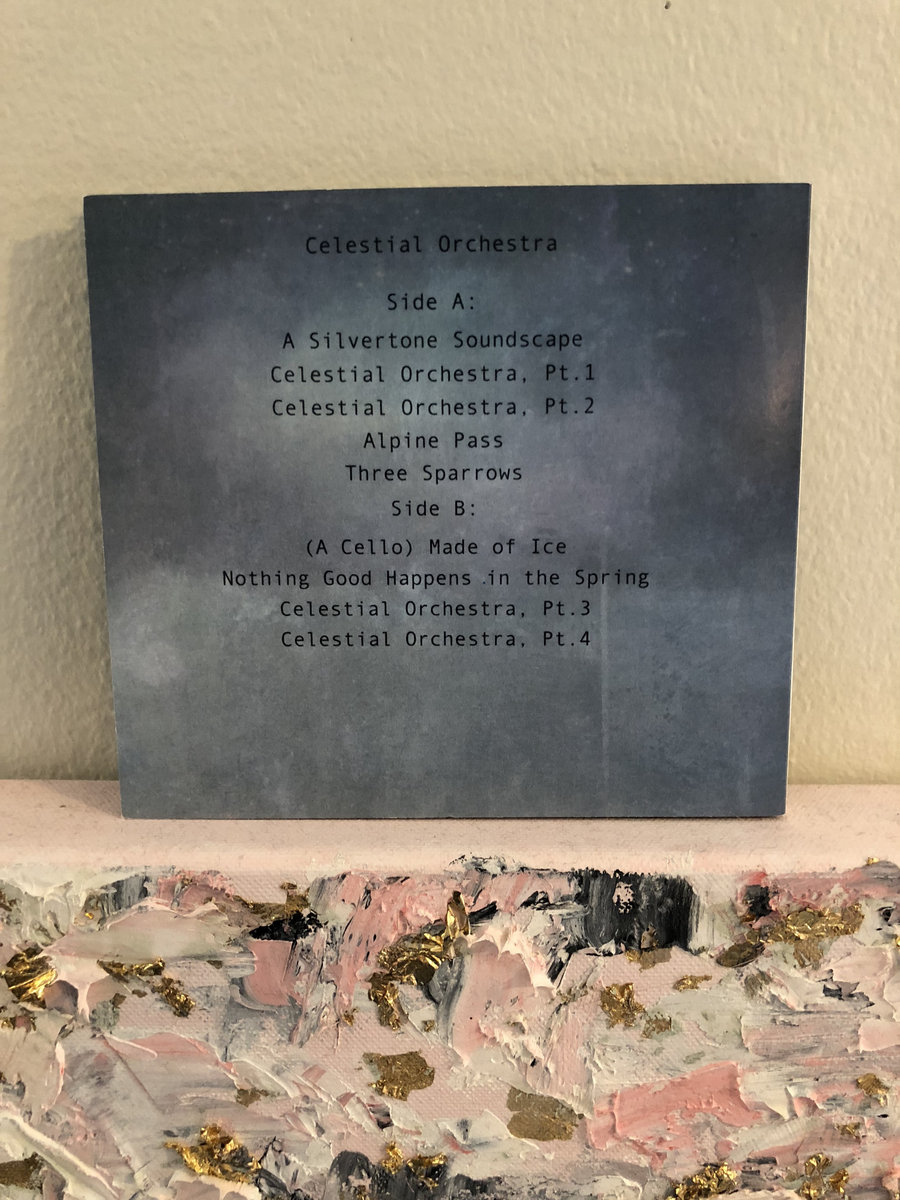 Celestial Orchestra
Side A:
A Silvertone Soundscape
Celestial Orchestra, Pt.1
Celestial Orchestra, Pt.2
Alpine Pass
Three Sparrows
Side B:
(A Cello) Made of Ice
Nothing Good Happens in the Spring
Celestial Orchestra, Pt.3
Celestial Orchestra, Pt.4